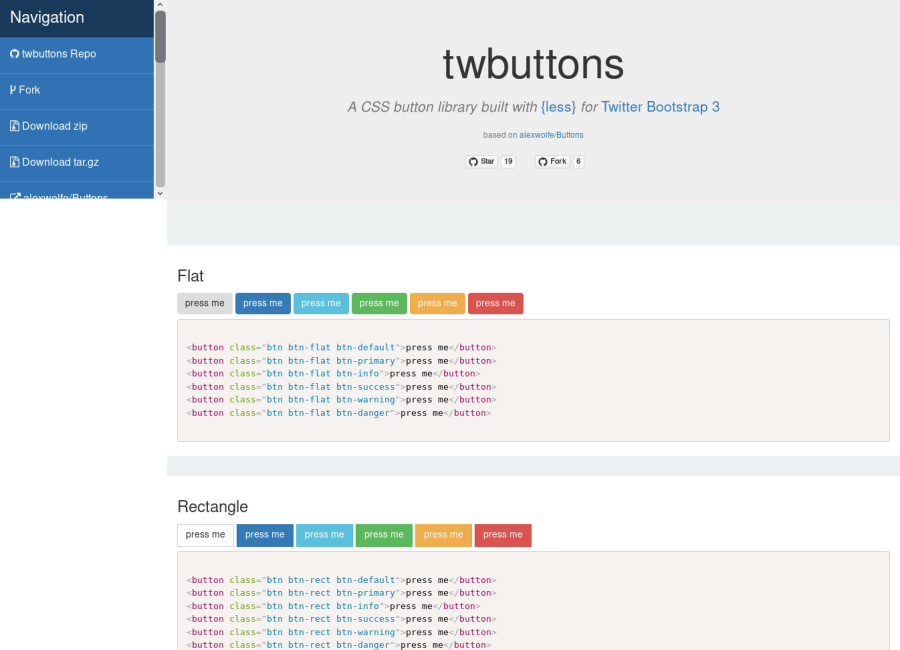 Navigation
twbuttons Repo
Fork
Download zip
Download tar.gz
alexwolfe/Buttons
twbuttons
A CSS button library built with {less} for Twitter Bootstrap 3
based on alexwolfe/Buttons
Star 19 Fork 6
Flat
press me press me press me press me press me press me
<button class="btn btn-flat btn-default">press me</button>
<button class="btn btn-flat btn-primary">press me</button>
<button class="btn btn-flat btn-info">press me</button>
<button class="btn btn-flat btn-success">press me</button>
<button class="btn btn-flat btn-warning">press me</button>
<button class="btn btn-flat btn-danger">press me</button>
Rectangle
press me press me press me press me press me press me
<button class="btn btn-rect btn-default">press me</button>
<button class="btn btn-rect btn-primary">press me</button>
<button class="btn btn-rect btn-info">press me</button>
<button class="btn btn-rect btn-success">press me</button>
<button class="btn btn-rect btn-warning">press me</button>
<button class="btn btn-rect btn-danger">press me</button>